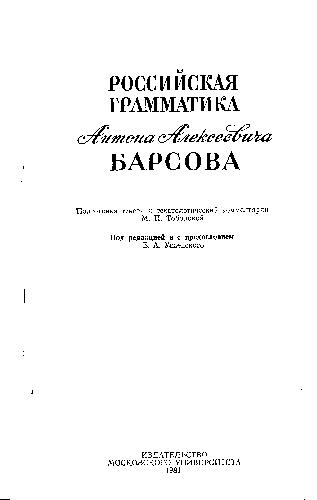 РОССИЙСКАЯ
ГРАММАТИКА
Антона Алексеевича
БАРСОВА
Подготовка текста и текстологический комментарий
М. П. Тоболовой
Под редакцией и с предисловием
Б. А. Успенского
ИЗДАТЕЛЬСТВО
МОСКОВСКОГО УНИВЕРСИТЕТА
1981